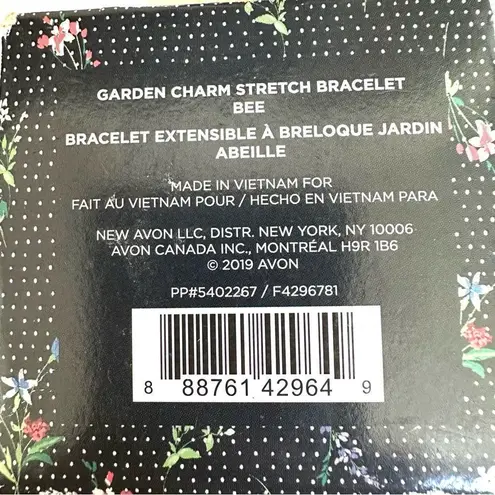 GARDEN CHARM STRETCH BRACELET
BEE
BRACELET EXTENSIBLE À BRELOQUE JARDIN
ABEILLE
MADE IN VIETNAM FOR
FAIT AU VIETNAM POUR / HECHO EN VIETNAM PARA
NEW AVON LLC, DISTR. NEW YORK, NY 10006
AVON CANADA INC., MONTRÉAL H9R 1B6
© 2019 AVON
PP#5402267 / F4296781
8 88761 42964 9